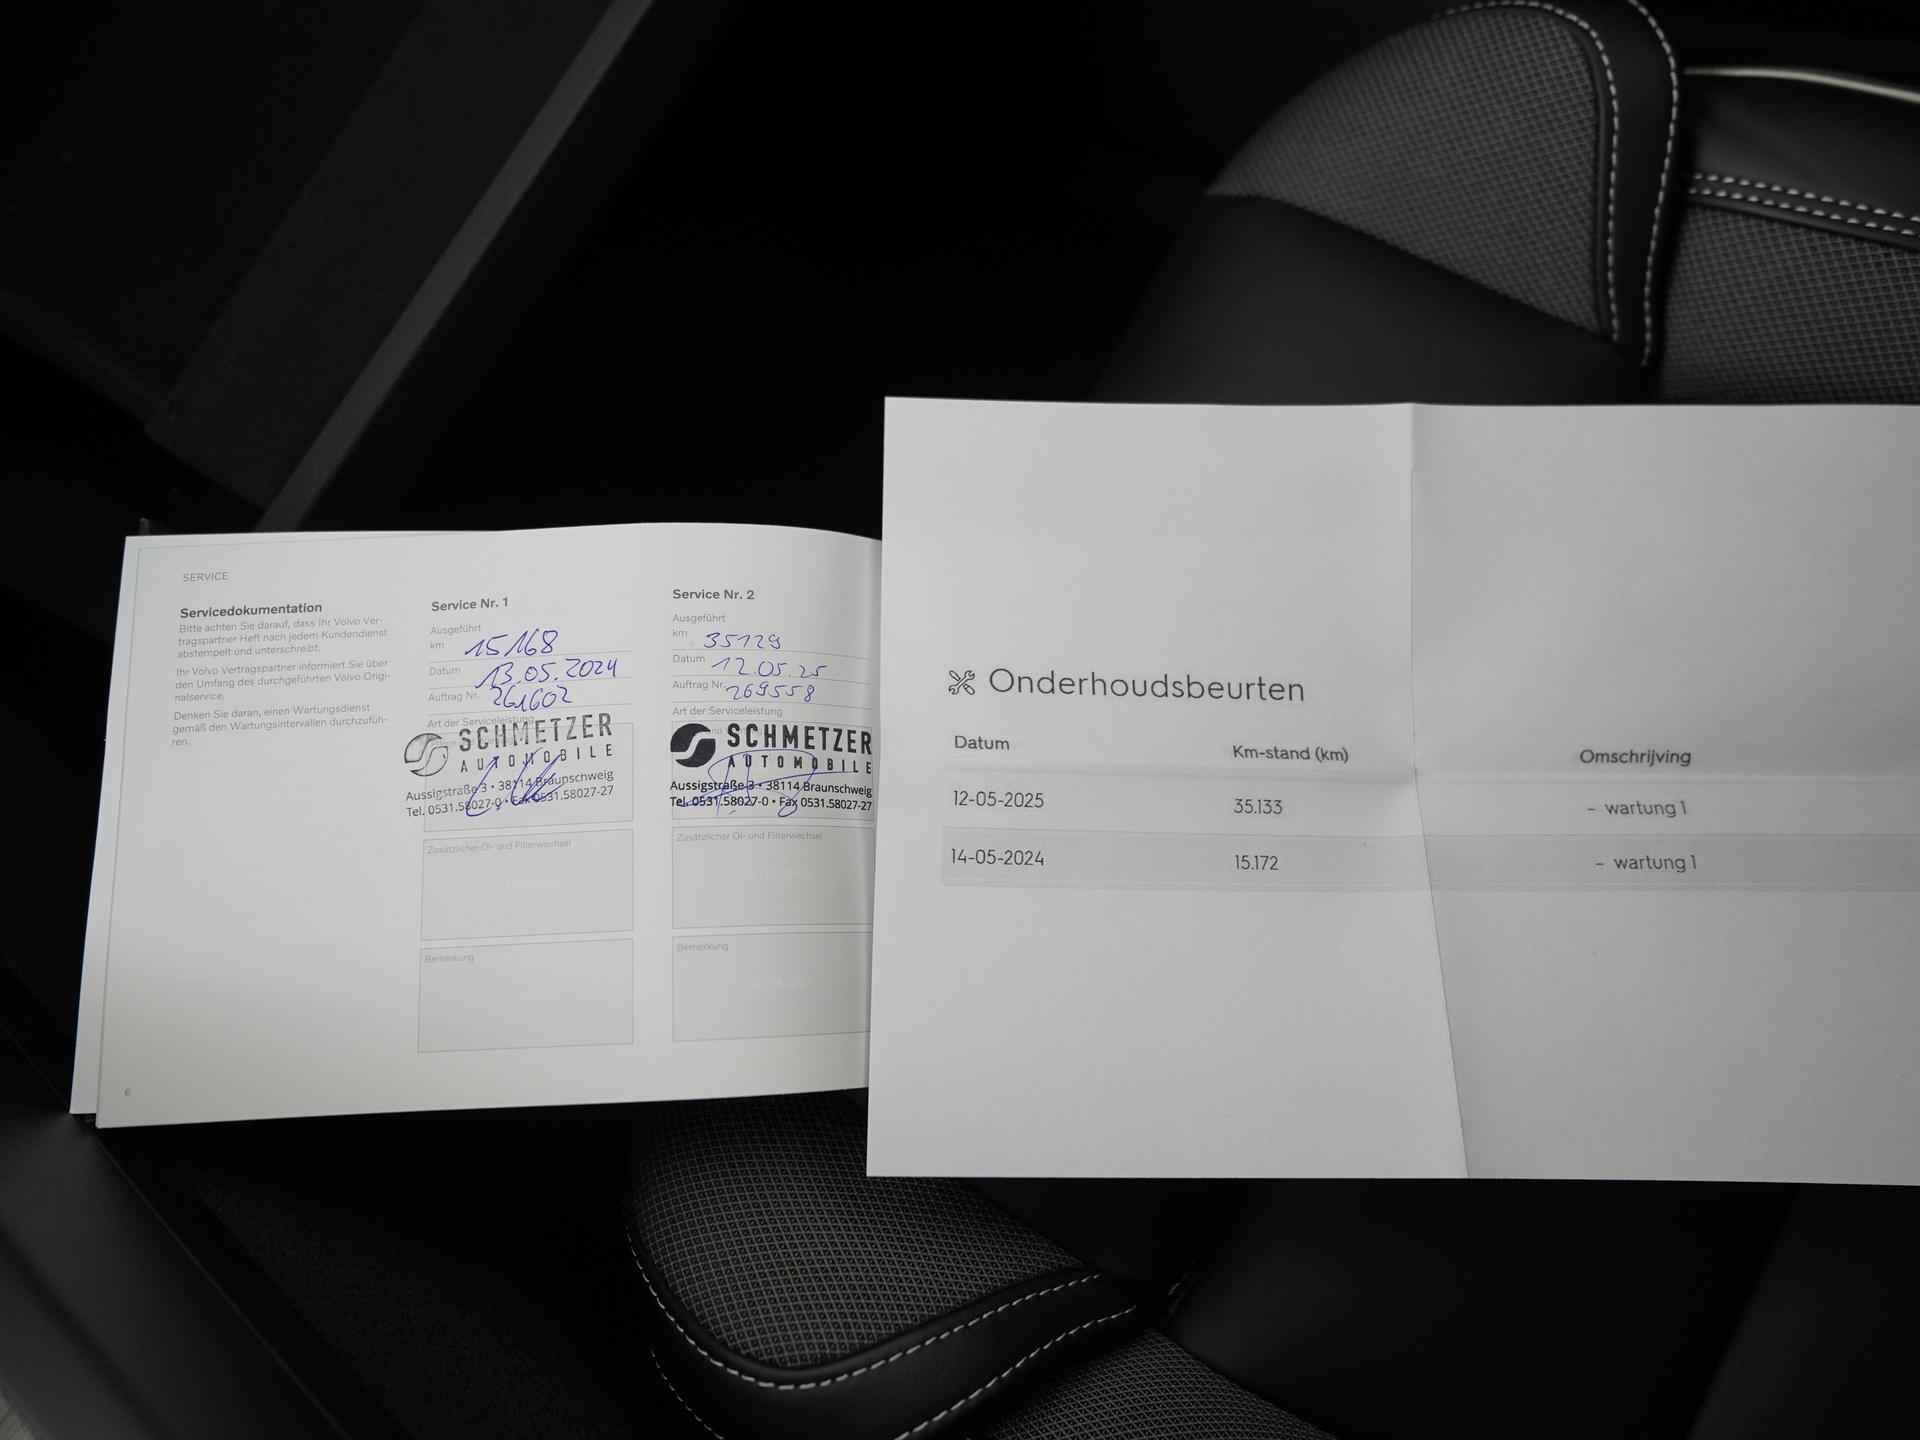 SERVICE
Servicedokumentation
Bitte achten Sie darauf, dass Ihr Volvo Ver-
tragspartner Heft nach jedem Kundendienst
abstempelt und unterschreibt.
Ihr Volvo Vertragspartner informiert Sie über
den Umfang des durchgeführten Volvo Origi-
nalservice.
Denken Sie daran, einen Wartungsdienst
gemäß den Wartungsintervallen durchzufüh-
ren.
6
Service Nr. 1
Ausgeführt
km 15168
Datum 13.05.2024
Auftrag Nr. 261602
Art der Serviceleistung
SCHMETZER
AUTOMOBILE
Aussigstraße 3 • 38114 Braunschweig
Tel. 0531.58027-0 • Fax 0531.58027-27
Zusätzlicher Öl- und Filterwechsel
Bemerkung
Service Nr. 2
Ausgeführt
km 35129
Datum 12.05.25
Auftrag Nr. 269558
Art der Serviceleistung
SCHMETZER
AUTOMOBILE
Aussigstraße 3 • 38114 Braunschweig
Tel. 0531.58027-0 • Fax 0531.58027-27
Zusätzlicher Öl- und Filterwechsel
Bemerkung
Onderhoudsbeurten
Datum Km-stand (km) Omschrijving
12-05-2025 35.133 - wartung 1
14-05-2024 15.172 - wartung 1